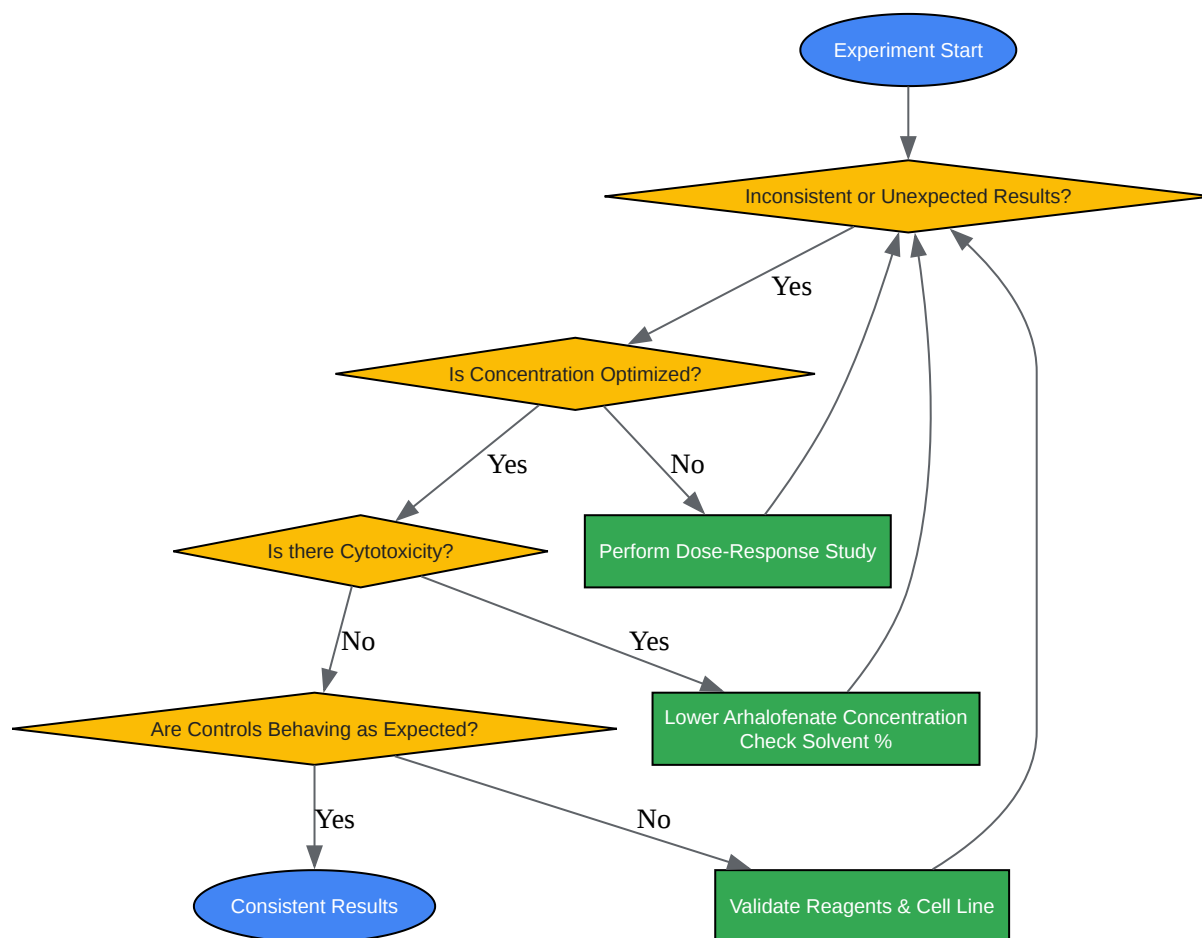 Experiment Start
Inconsistent or Unexpected Results?
Yes
Is Concentration Optimized?
Yes
No
Is there Cytotoxicity?
Perform Dose-Response Study
No
Yes
Are Controls Behaving as Expected?
Lower Arhalofenate Concentration
Check Solvent %
Yes
No
Consistent Results
Validate Reagents & Cell Line